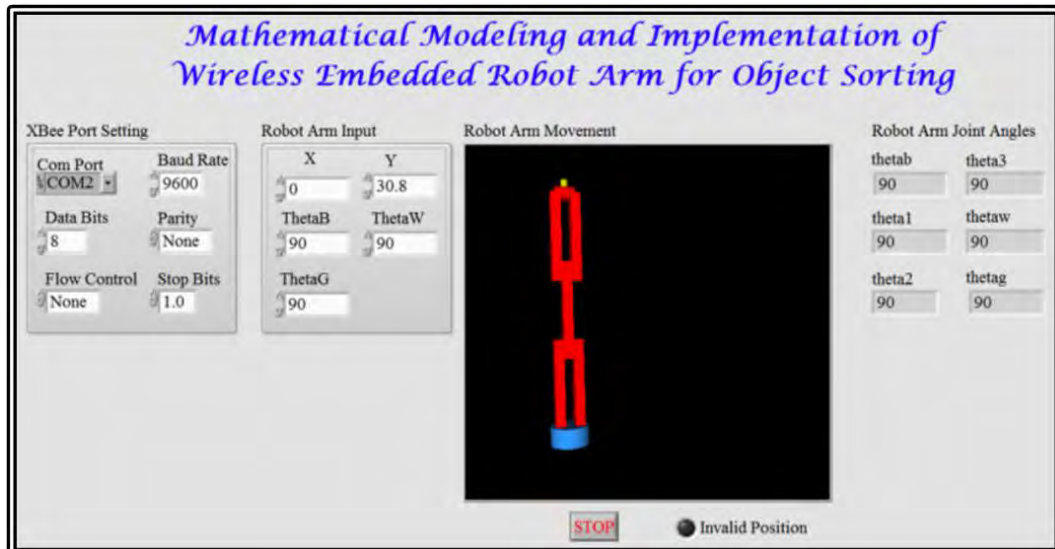 Mathematical Modeling and Implementation of
Wireless Embedded Robot Arm for Object Sorting
XBee Port Setting
Com Port
COM2
Baud Rate
9600
Data Bits
8
Parity
None
Flow Control
None
Stop Bits
1.0
Robot Arm Input
X
0
Y
30.8
ThetaB
90
ThetaW
90
ThetaG
90
Robot Arm Movement
STOP
Invalid Position
Robot Arm Joint Angles
thetab
90
theta3
90
theta1
90
thetaw
90
theta2
90
thetag
90